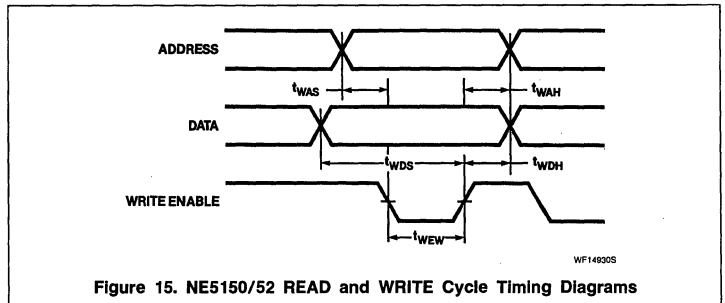 ADDRESS
tWAS
tWAH
DATA
tWDS
tWDH
WRITE ENABLE
tWEW
WF14930S
Figure 15. NE5150/52 READ and WRITE Cycle Timing Diagrams